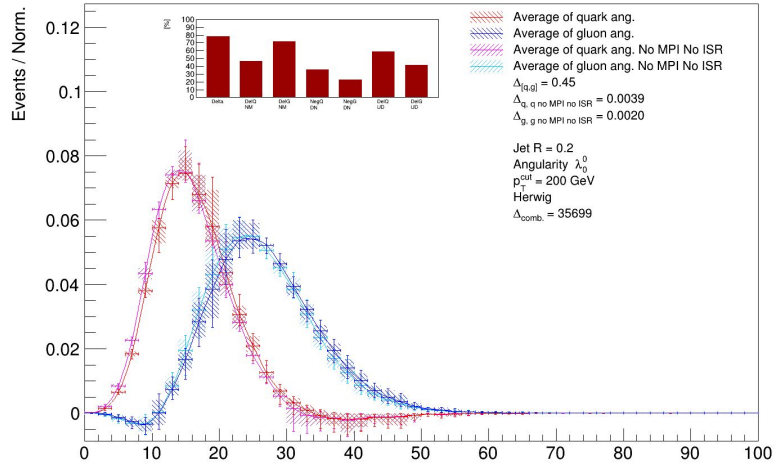 Events / Norm.
0.12
0.1
0.08
0.06
0.04
0.02
0
0 10 20 30 40 50 60 70 80 90 100
[%]
100
90
80
70
60
50
40
30
20
10
0
Delta DelQ DelG NegQ NegG DelQ DelG
NM NM DN DN UD UD
Average of quark ang.
Average of gluon ang.
Average of quark ang. No MPI No ISR
Average of gluon ang. No MPI No ISR
Δ[q,g] = 0.45
Δq, q no MPI no ISR = 0.0039
Δg, g no MPI no ISR = 0.0020
Jet R = 0.2
Angularity λ⁰₀
pᵀcut = 200 GeV
Herwig
Δcomb. = 35699